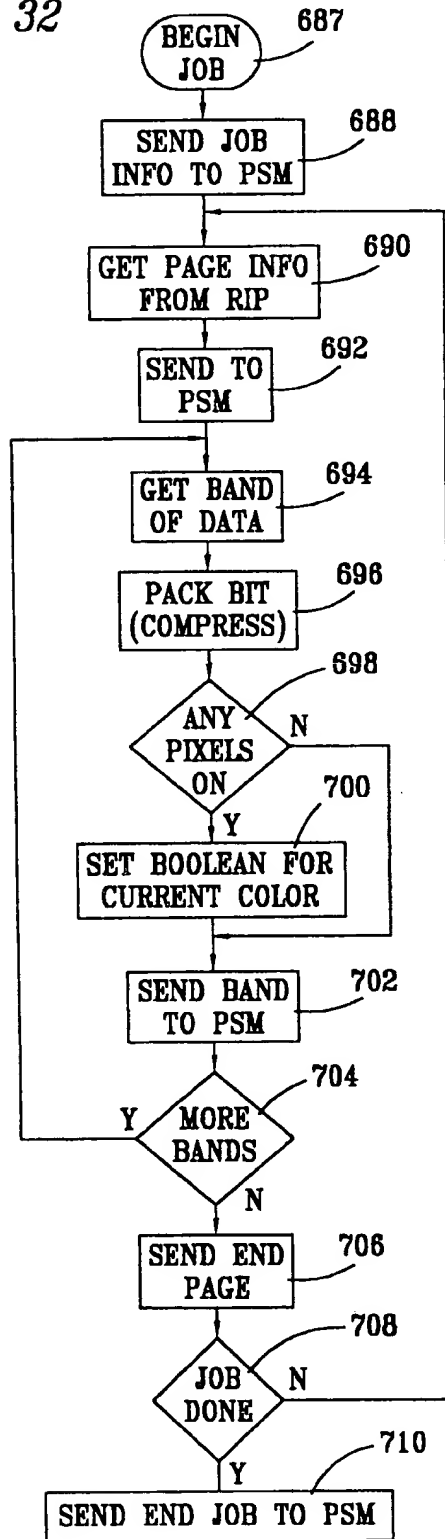 32
BEGIN
JOB
687
SEND JOB
INFO TO PSM
688
GET PAGE INFO
FROM RIP
690
SEND TO
PSM
692
GET BAND
OF DATA
694
PACK BIT
(COMPRESS)
696
ANY
PIXELS
ON
698
N
Y
SET BOOLEAN FOR
CURRENT COLOR
700
SEND BAND
TO PSM
702
MORE
BANDS
704
Y
N
SEND END
PAGE
706
JOB
DONE
708
N
Y
SEND END JOB TO PSM
710